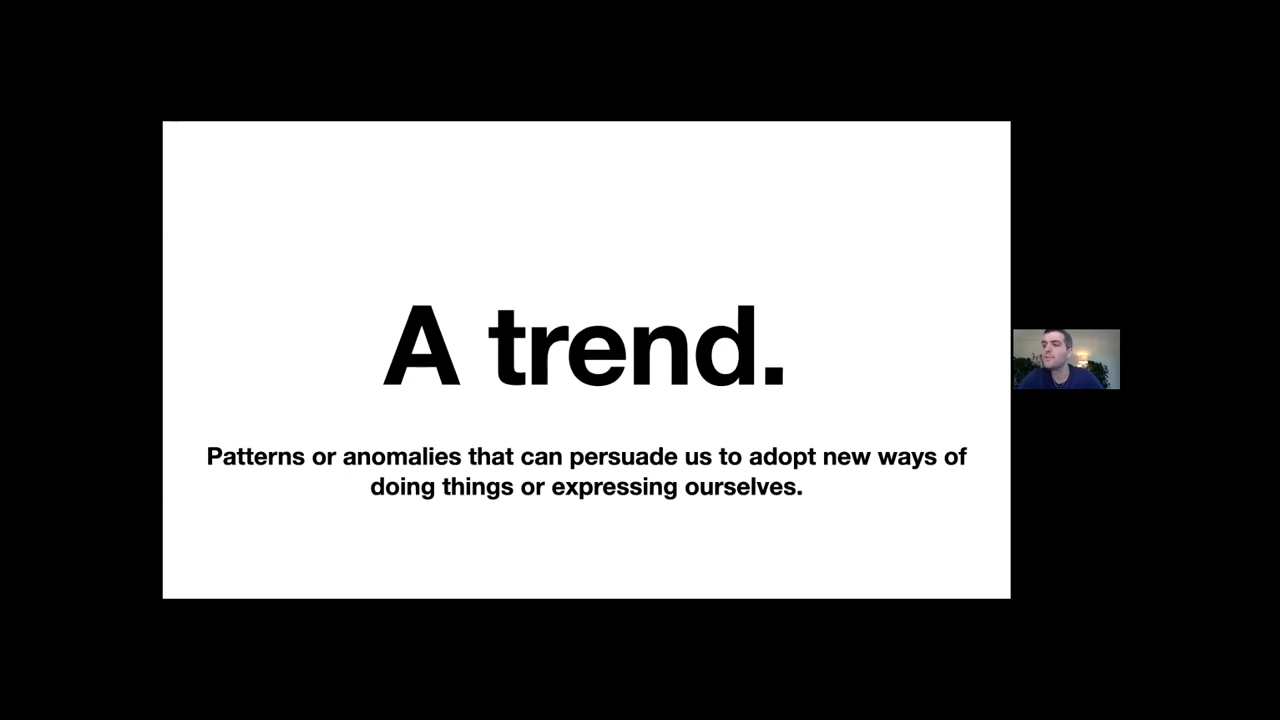 A trend.
Patterns or anomalies that can persuade us to adopt new ways of
doing things or expressing ourselves.